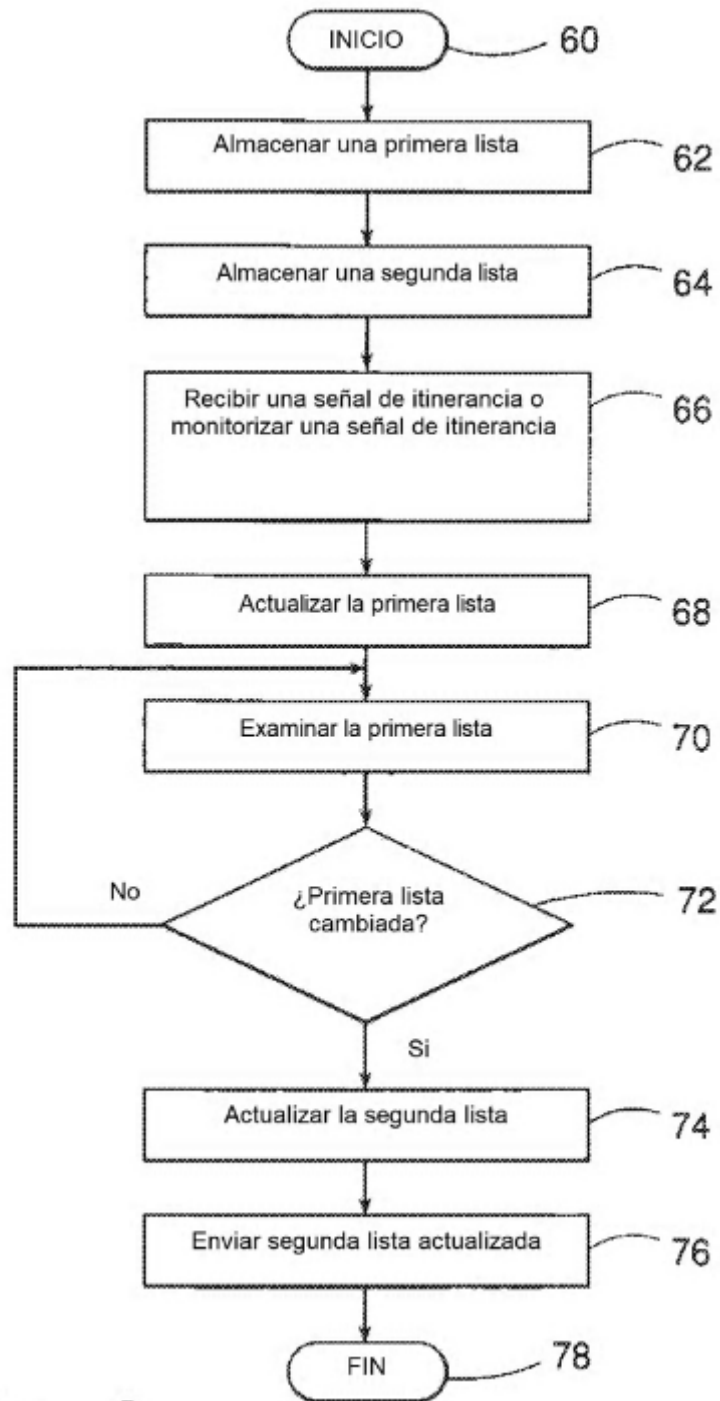 INICIO
60
Almacenar una primera lista
62
Almacenar una segunda lista
64
Recibir una señal de itinerancia o
monitorizar una señal de itinerancia
66
Actualizar la primera lista
68
Examinar la primera lista
70
¿Primera lista
cambiada?
72
No
Si
Actualizar la segunda lista
74
Enviar segunda lista actualizada
76
FIN
78